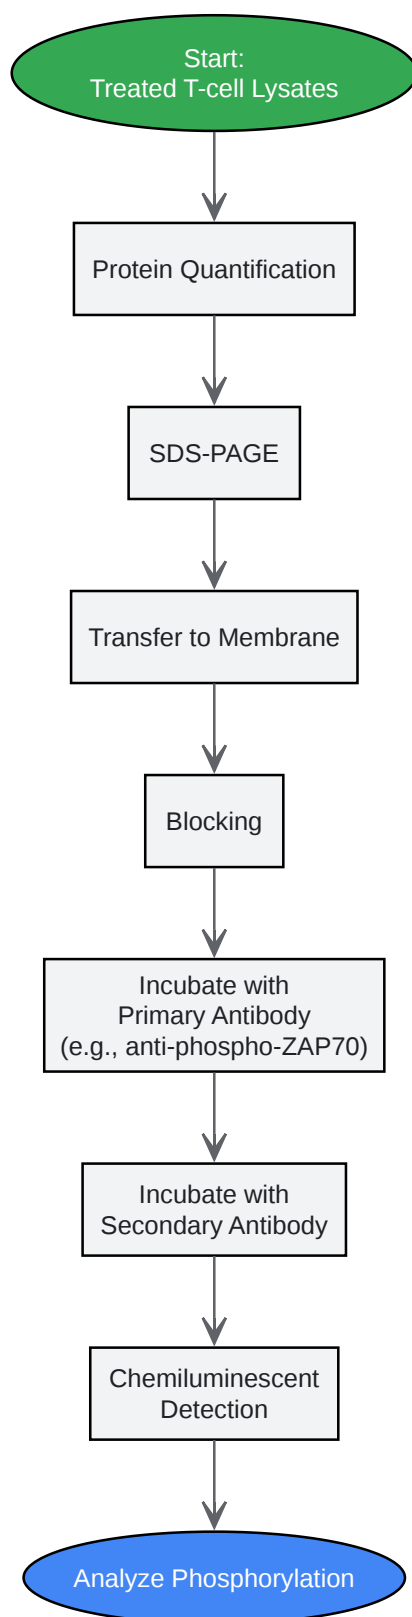 Start:
Treated T-cell Lysates
Protein Quantification
SDS-PAGE
Transfer to Membrane
Blocking
Incubate with
Primary Antibody
(e.g., anti-phospho-ZAP70)
Incubate with
Secondary Antibody
Chemiluminescent
Detection
Analyze Phosphorylation